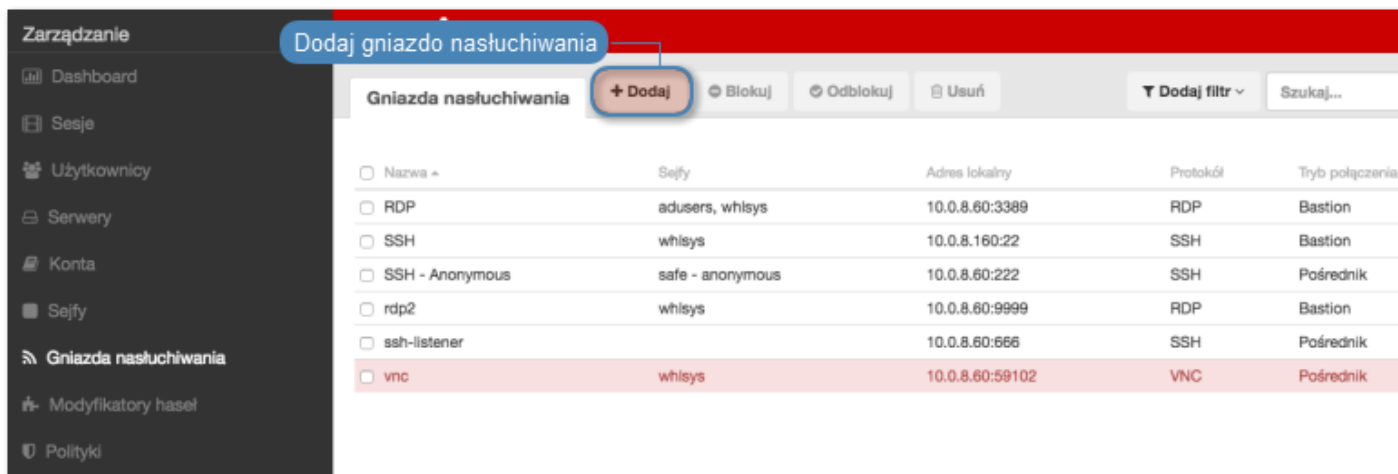 Zarządzanie
Dodaj gniazdo nasłuchiwania
Dashboard
Sesje
Użytkownicy
Serwery
Konta
Sejfy
Gniazda nasłuchiwania
Modyfikatory haseł
Polityki
Gniazda nasłuchiwania + Dodaj Blokuj Odblokuj Usuń Dodaj filtr Szukaj...
Nazwa Sejfy Adres lokalny Protokół Tryb połączenia
RDP adusers, whlsys 10.0.8.60:3389 RDP Bastion
SSH whlsys 10.0.8.160:22 SSH Bastion
SSH - Anonymous safe - anonymous 10.0.8.60:222 SSH Pośrednik
rdp2 whlsys 10.0.8.60:9999 RDP Bastion
ssh-listener 10.0.8.60:666 SSH Pośrednik
vnc whlsys 10.0.8.60:59102 VNC Pośrednik